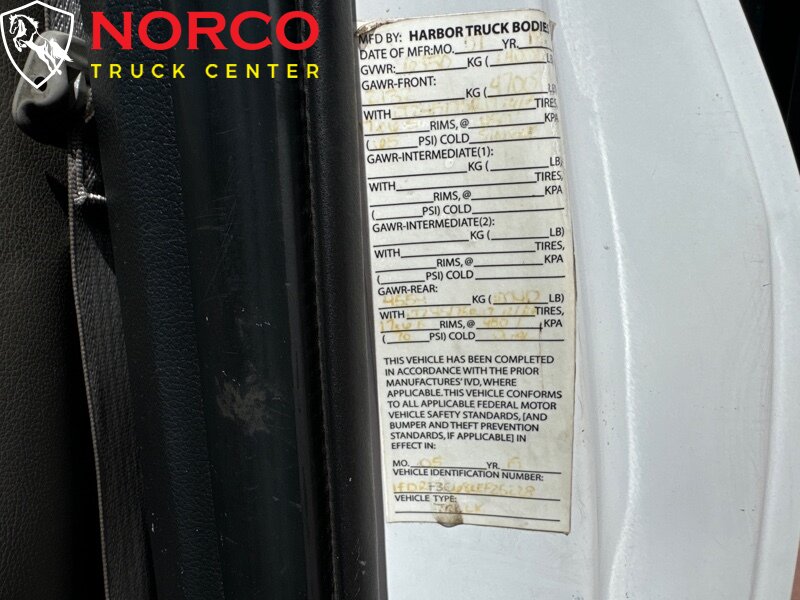 NORCO
TRUCK CENTER
MFD BY: HARBOR TRUCK BODIE
DATE OF MFR:MO. YR.
GVWR: KG ( LB
GAWR-FRONT: 4700
KG ( LB
WITH TIRES,
RIMS, @ KPA
( PSI) COLD
GAWR-INTERMEDIATE(1):
KG ( LB)
WITH TIRES,
RIMS, @ KPA
( PSI) COLD
GAWR-INTERMEDIATE(2):
KG ( LB)
WITH TIRES,
RIMS, @ KPA
( PSI) COLD
GAWR-REAR:
KG ( LB)
WITH TIRES,
RIMS, @ KPA
( PSI) COLD
THIS VEHICLE HAS BEEN COMPLETED
IN ACCORDANCE WITH THE PRIOR
MANUFACTURES' IVD, WHERE
APPLICABLE. THIS VEHICLE CONFORMS
TO ALL APPLICABLE FEDERAL MOTOR
VEHICLE SAFETY STANDARDS, [AND
BUMPER AND THEFT PREVENTION
STANDARDS, IF APPLICABLE] IN
EFFECT IN:
MO. 05 YR.
VEHICLE IDENTIFICATION NUMBER:
VEHICLE TYPE:
TRUCK